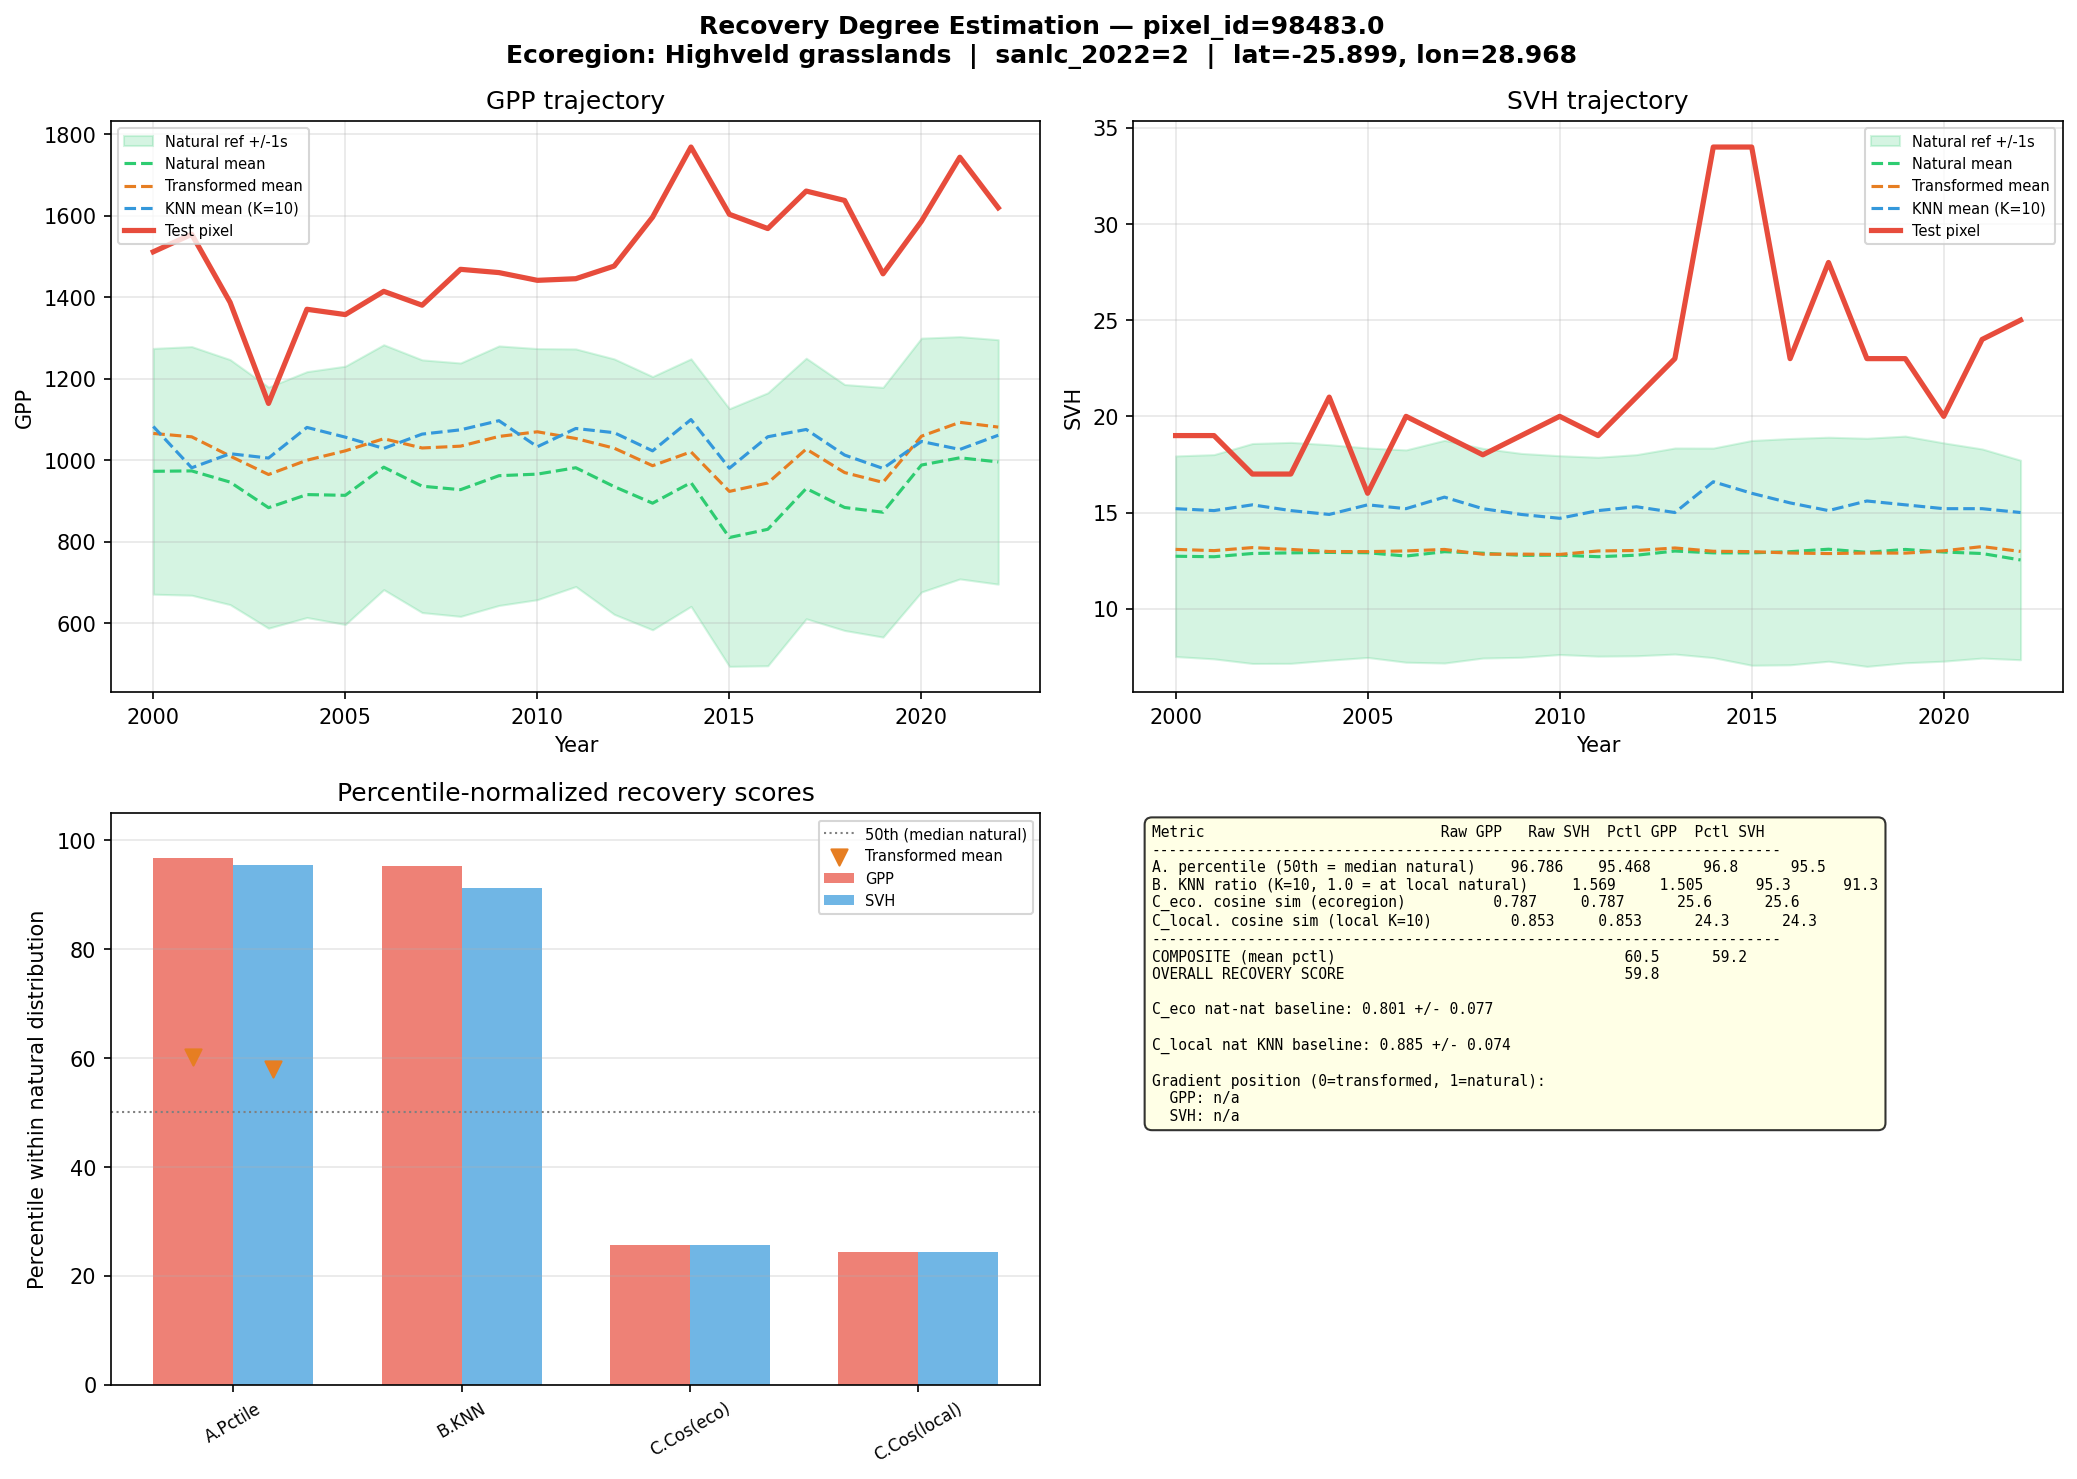 Recovery Degree Estimation — pixel_id=98483.0
Ecoregion: Highveld grasslands  |  sanlc_2022=2  |  lat=-25.899, lon=28.968
GPP trajectory
1800
1600
1400
1200
1000
800
600
GPP
Natural ref +/-1s
Natural mean
Transformed mean
KNN mean (K=10)
Test pixel
2000 2005 2010 2015 2020
Year
SVH trajectory
35
30
25
20
15
10
SVH
Natural ref +/-1s
Natural mean
Transformed mean
KNN mean (K=10)
Test pixel
2000 2005 2010 2015 2020
Year
Percentile-normalized recovery scores
100
80
60
40
20
0
Percentile within natural distribution
50th (median natural)
Transformed mean
GPP
SVH
A.Pctile B.KNN C.Cos(eco) C.Cos(local)
Metric Raw GPP Raw SVH Pctl GPP Pctl SVH
------------------------------------------------------------------------
A. percentile (50th = median natural) 96.786 95.468 96.8 95.5
B. KNN ratio (K=10, 1.0 = at local natural) 1.569 1.505 95.3 91.3
C_eco. cosine sim (ecoregion) 0.787 0.787 25.6 25.6
C_local. cosine sim (local K=10) 0.853 0.853 24.3 24.3
------------------------------------------------------------------------
COMPOSITE (mean pctl) 60.5 59.2
OVERALL RECOVERY SCORE 59.8
C_eco nat-nat baseline: 0.801 +/- 0.077
C_local nat KNN baseline: 0.885 +/- 0.074
Gradient position (0=transformed, 1=natural):
GPP: n/a
SVH: n/a